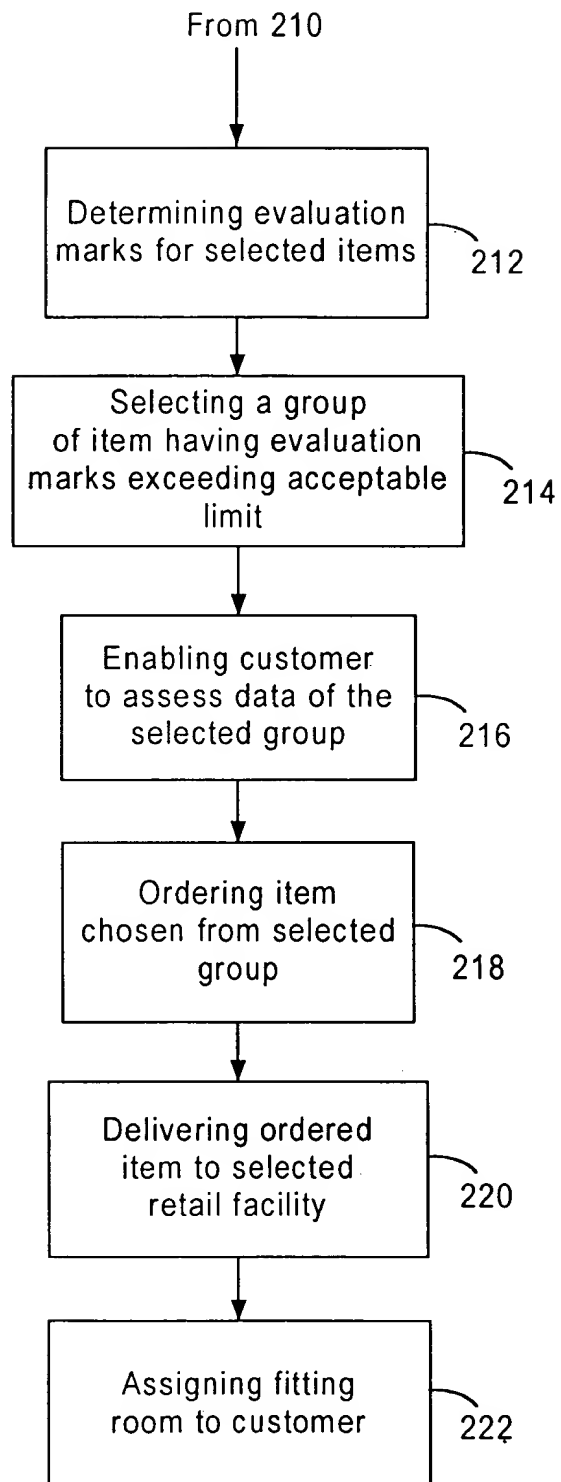 From 210
Determining evaluation
marks for selected items
212
Selecting a group
of item having evaluation
marks exceeding acceptable
limit
214
Enabling customer
to assess data of the
selected group
216
Ordering item
chosen from selected
group
218
Delivering ordered
item to selected
retail facility
220
Assigning fitting
room to customer
222